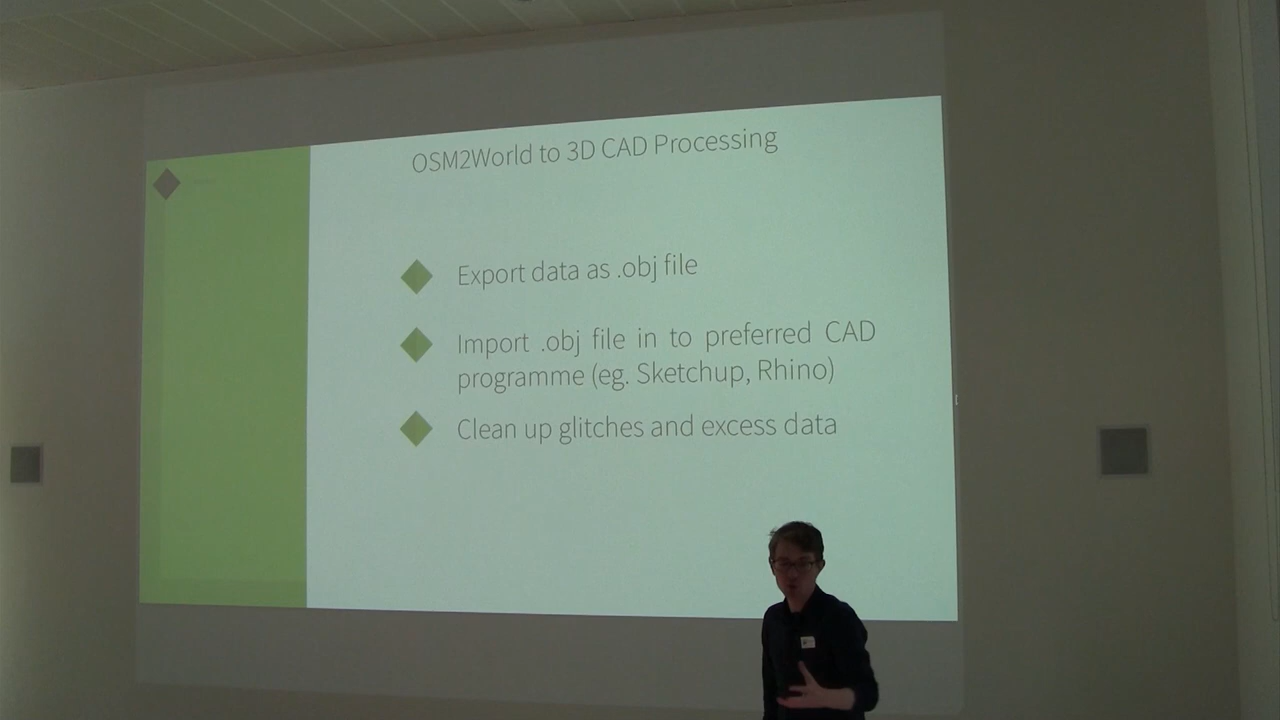 OSM2World to 3D CAD Processing
Export data as .obj file
Import .obj file in to preferred CAD
programme (eg. Sketchup, Rhino)
Clean up glitches and excess data